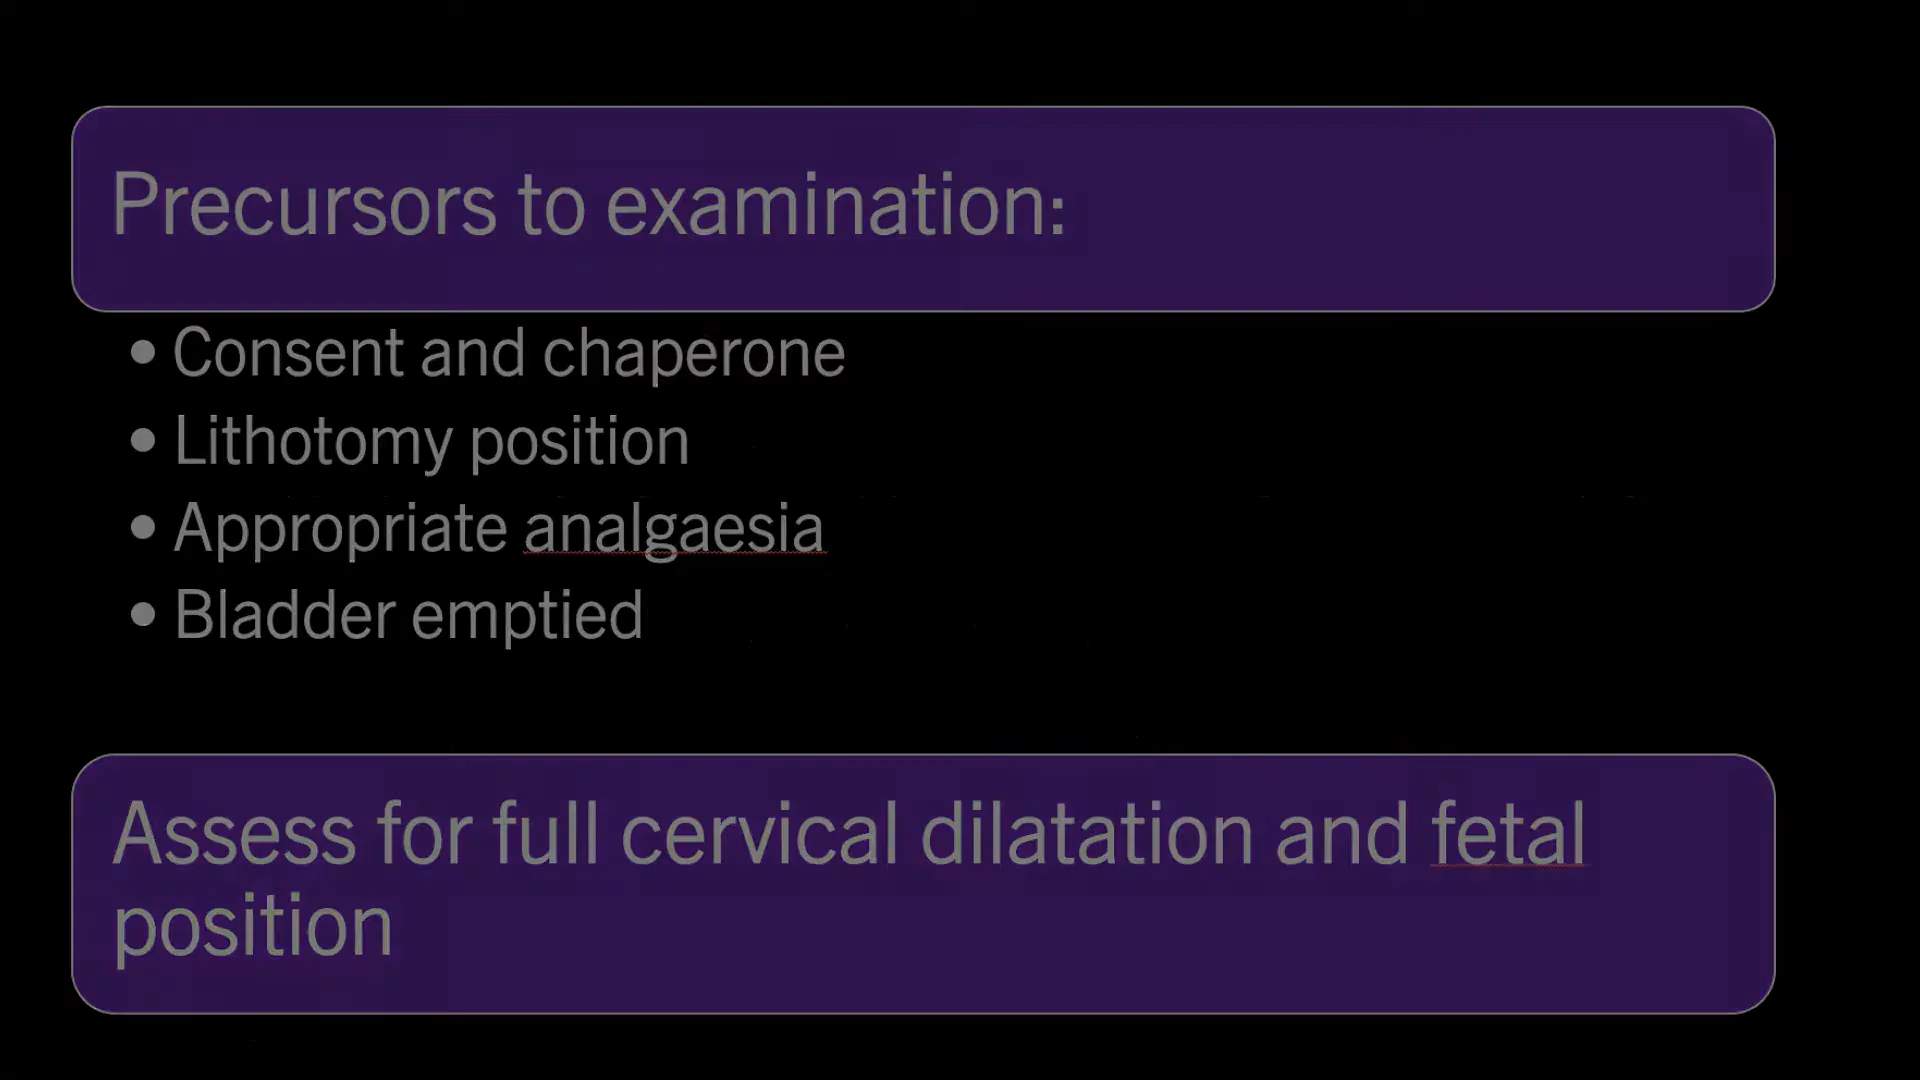 Precursors to examination:
• Consent and chaperone
• Lithotomy position
• Appropriate analgaesia
• Bladder emptied
Assess for full cervical dilatation and fetal
position